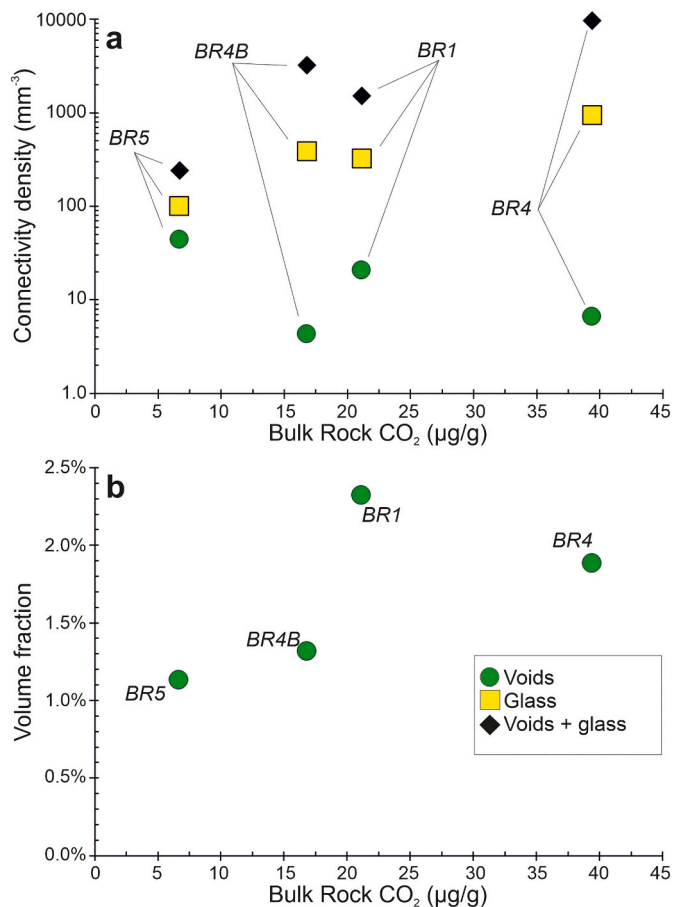 a
Connectivity density (mm⁻³)
10000
1000
100
10
1.0
BR5
BR4B
BR1
BR4
0 5 10 15 20 25 30 35 40 45
Bulk Rock CO₂ (µg/g)
b
Volume fraction
2.5%
2.0%
1.5%
1.0%
0.5%
0.0%
BR1
BR4
BR4B
BR5
Voids
Glass
Voids + glass
0 5 10 15 20 25 30 35 40 45
Bulk Rock CO₂ (µg/g)